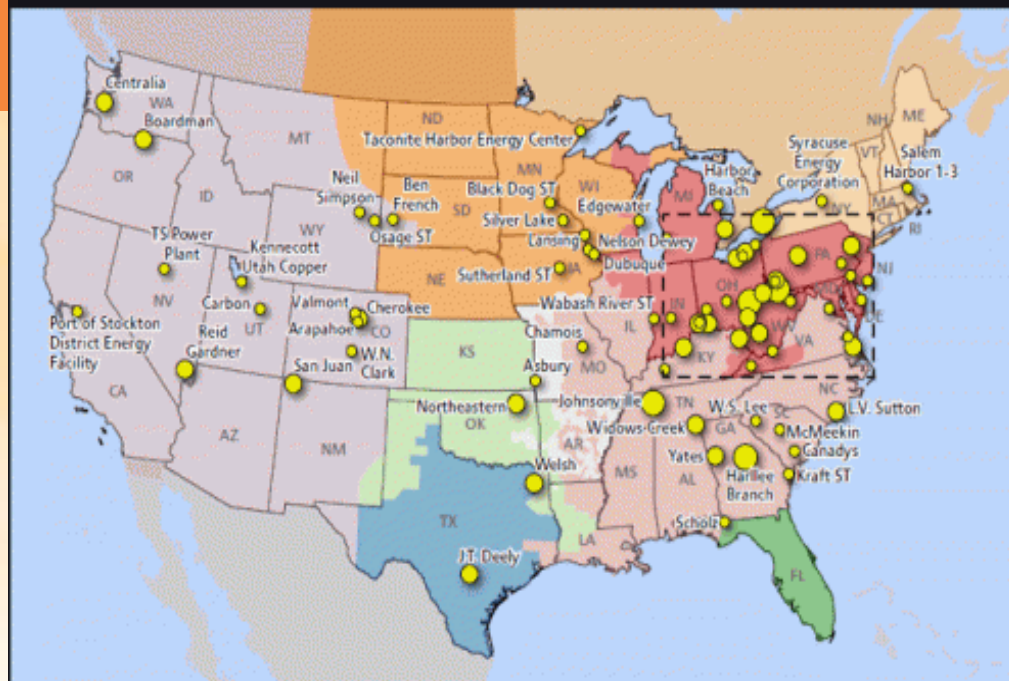 Centralia
WA
Boardman
MT
ND
Taconite Harbor Energy Center
MN
NH
ME
VT
Syracuse
Energy
Corporation
Salem
Harbor 1-3
OR
ID
Neil
Simpson
Ben
French
Black Dog ST
WI
Edgewater
MI
Harbor
Beach
NY
MA
CT
RI
WY
Osage ST
SD
Silver Lake
Lansing
Nelson Dewey
Dubuque
TS Power
Plant
Kennecott
Utah Copper
NE
Sutherland ST
IA
PA
NJ
OH
NV
Carbon
UT
Valmont
Cherokee
Arapahoe
CO
W.N.
Clark
Wabash River ST
IL
IN
WV
DE
VA
KY
Port of Stockton
District Energy
Facility
Reid
Gardner
San Juan
KS
Chamois
MO
Asbury
CA
AZ
NM
Northeastern
OK
AR
Johnsonville
TN
NC
W.S. Lee
SC
L.V. Sutton
Widows Creek
GA
McMeekin
Canadys
Yates
Harllee
Branch
Kraft ST
Welsh
MS
AL
TX
LA
Scholz
J.T. Deely
FL